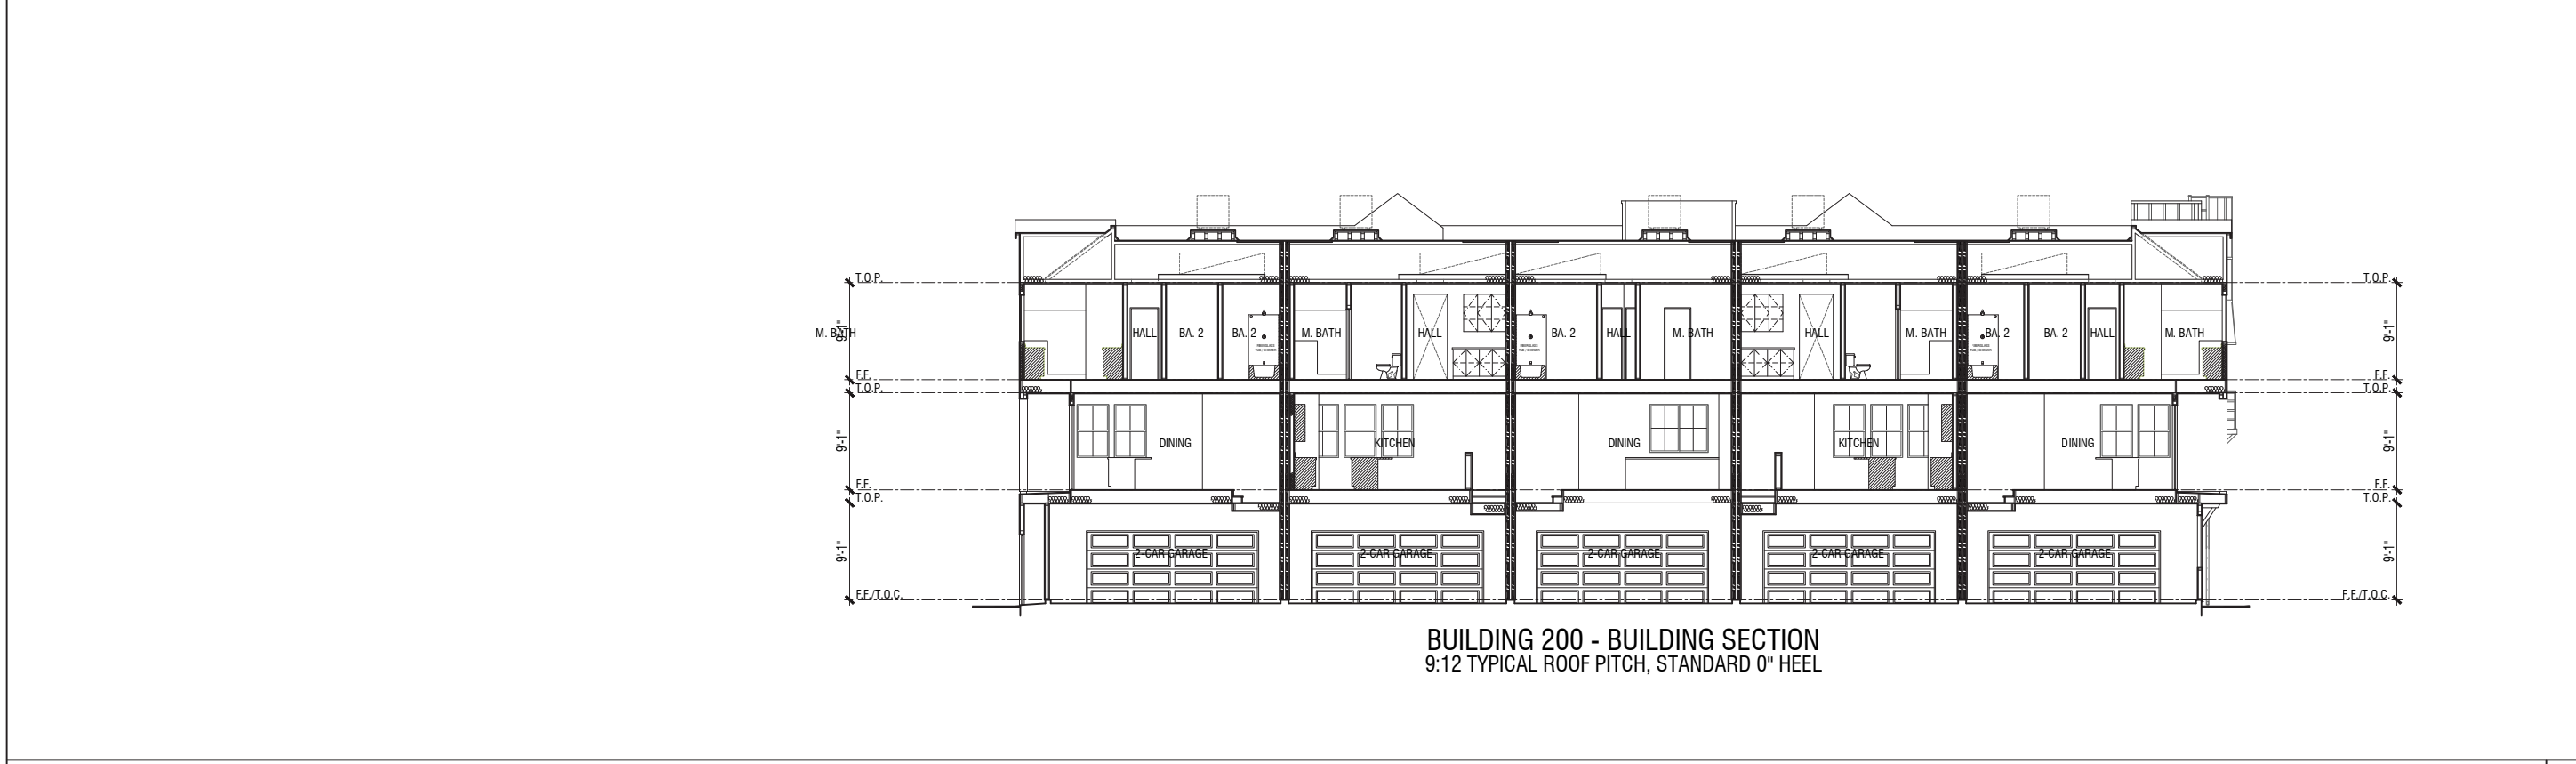 T.O.P. T.O.P.
M. BATH 9'-1" HALL BA. 2 BA. 2 M. BATH HALL BA. 2 HALL M. BATH HALL M. BATH BA. 2 BA. 2 HALL M. BATH 9'-1"
F.F. F.F.
T.O.P. T.O.P.
9'-1" DINING KITCHEN DINING KITCHEN DINING 9'-1"
F.F. F.F.
T.O.P. T.O.P.
9'-1" 2-CAR GARAGE 2-CAR GARAGE 2-CAR GARAGE 2-CAR GARAGE 2-CAR GARAGE 9'-1"
F.F./T.O.C. F.F./T.O.C.
BUILDING 200 - BUILDING SECTION
9:12 TYPICAL ROOF PITCH, STANDARD 0" HEEL